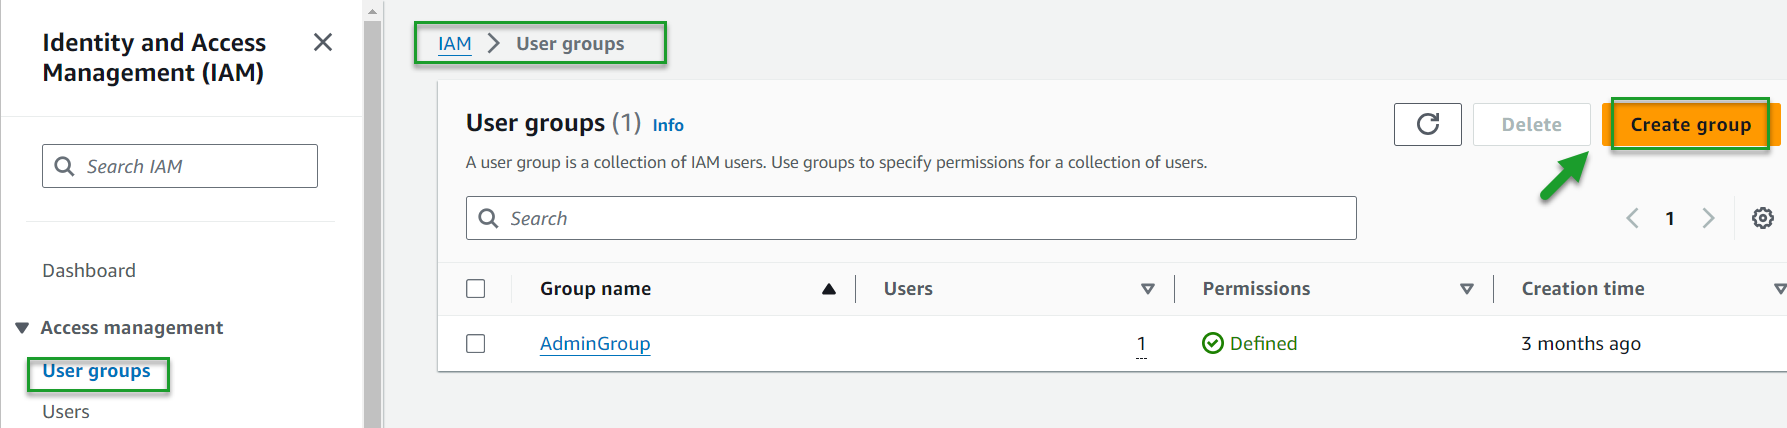 Identity and Access
Management (IAM)
Search IAM
Dashboard
Access management
User groups
Users
IAM > User groups
User groups (1) Info
Delete
Create group
A user group is a collection of IAM users. Use groups to specify permissions for a collection of users.
Search
1
Group name Users Permissions Creation time
AdminGroup 1 Defined 3 months ago